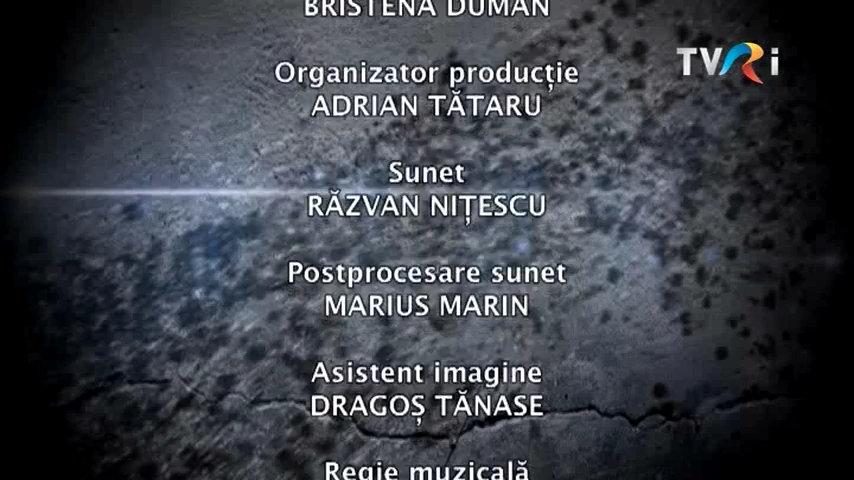 BRISTENA DUMAN
TVRi
Organizator producție
ADRIAN TĂTARU
Sunet
RĂZVAN NIȚESCU
Postprocesare sunet
MARIUS MARIN
Asistent imagine
DRAGOȘ TĂNASE
Regie muzicală